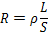 R = ρ L/S